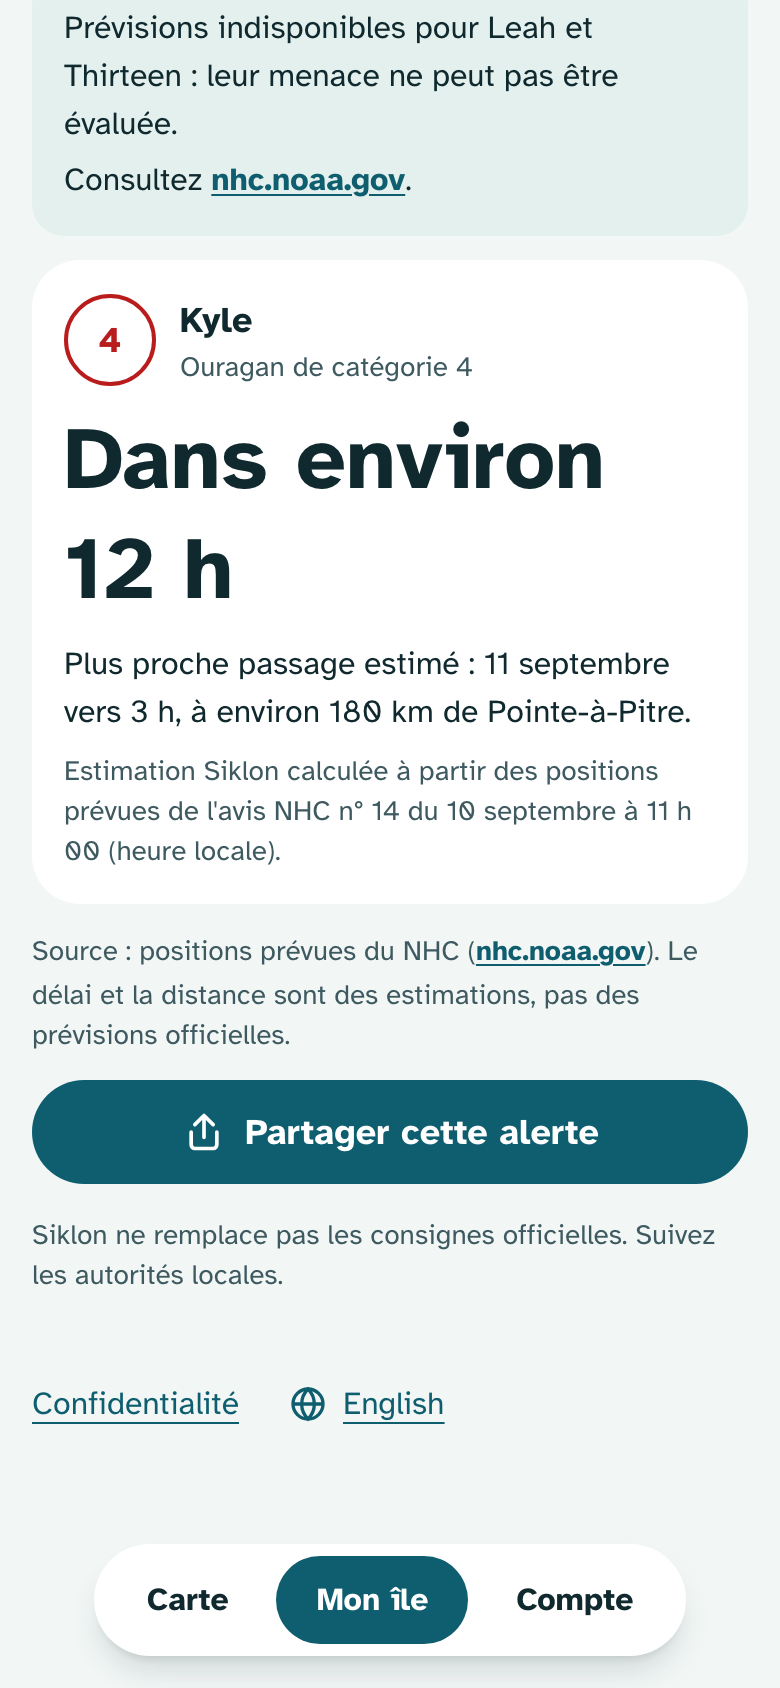 Prévisions indisponibles pour Leah et
Thirteen : leur menace ne peut pas être
évaluée.
Consultez nhc.noaa.gov.
4
Kyle
Ouragan de catégorie 4
Dans environ
12 h
Plus proche passage estimé : 11 septembre
vers 3 h, à environ 180 km de Pointe-à-Pitre.
Estimation Siklon calculée à partir des positions
prévues de l'avis NHC n° 14 du 10 septembre à 11 h
00 (heure locale).
Source : positions prévues du NHC (nhc.noaa.gov). Le
délai et la distance sont des estimations, pas des
prévisions officielles.
Partager cette alerte
Siklon ne remplace pas les consignes officielles. Suivez
les autorités locales.
Confidentialité English
Carte Mon île Compte